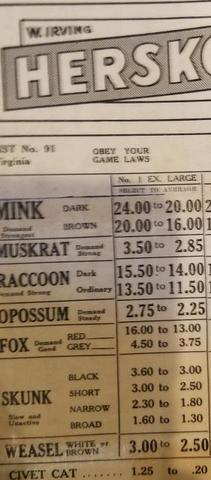 W. IRVING
HERSK
IST No. 91 OBEY YOUR
Virginia GAME LAWS
No. 1 EX. LARGE
SELECT TO AVERAGE
MINK DARK 24.00 to 20.00
Demand Strongest BROWN 20.00 to 16.00
MUSKRAT Demand Strong 3.50 to 2.85
RACCOON Dark 15.50 to 14.00
Demand Strong Ordinary 13.50 to 11.50
OPOSSUM Demand Steady 2.75 to 2.25
FOX Demand Good RED 16.00 to 13.00
GREY 4.50 to 3.75
SKUNK BLACK 3.60 to 3.00
SHORT 3.00 to 2.50
Slow and Unactive NARROW 2.30 to 1.80
BROAD 1.60 to 1.30
WEASEL WHITE or BROWN 3.00 to 2.50
CIVET CAT ........ 1.25 to .20